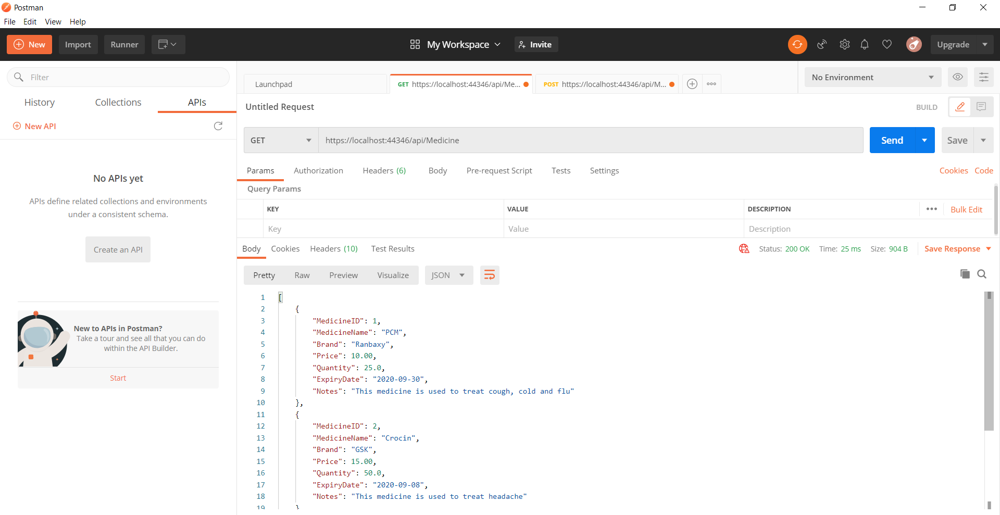 Postman
File Edit View Help
New Import Runner My Workspace Invite Upgrade
Filter
History Collections APIs
New API
No APIs yet
APIs define related collections and environments
under a consistent schema.
Create an API
New to APIs in Postman?
Take a tour and see all that you can do
within the API Builder.
Start
Launchpad GET https://localhost:44346/api/Me... POST https://localhost:44346/api/M... No Environment
Untitled Request BUILD
GET https://localhost:44346/api/Medicine Send Save
Params Authorization Headers (6) Body Pre-request Script Tests Settings Cookies Code
Query Params
KEY VALUE DESCRIPTION Bulk Edit
Key Value Description
Body Cookies Headers (10) Test Results Status: 200 OK Time: 25 ms Size: 904 B Save Response
Pretty Raw Preview Visualize JSON
1 [
2 {
3 "MedicineID": 1,
4 "MedicineName": "PCM",
5 "Brand": "Ranbaxy",
6 "Price": 10.00,
7 "Quantity": 25.0,
8 "ExpiryDate": "2020-09-30",
9 "Notes": "This medicine is used to treat cough, cold and flu"
10 },
11 {
12 "MedicineID": 2,
13 "MedicineName": "Crocin",
14 "Brand": "GSK",
15 "Price": 15.00,
16 "Quantity": 50.0,
17 "ExpiryDate": "2020-09-08",
18 "Notes": "This medicine is used to treat headache"
19 }